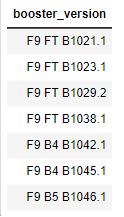 booster_version
F9 FT B1021.1
F9 FT B1023.1
F9 FT B1029.2
F9 FT B1038.1
F9 B4 B1042.1
F9 B4 B1045.1
F9 B5 B1046.1